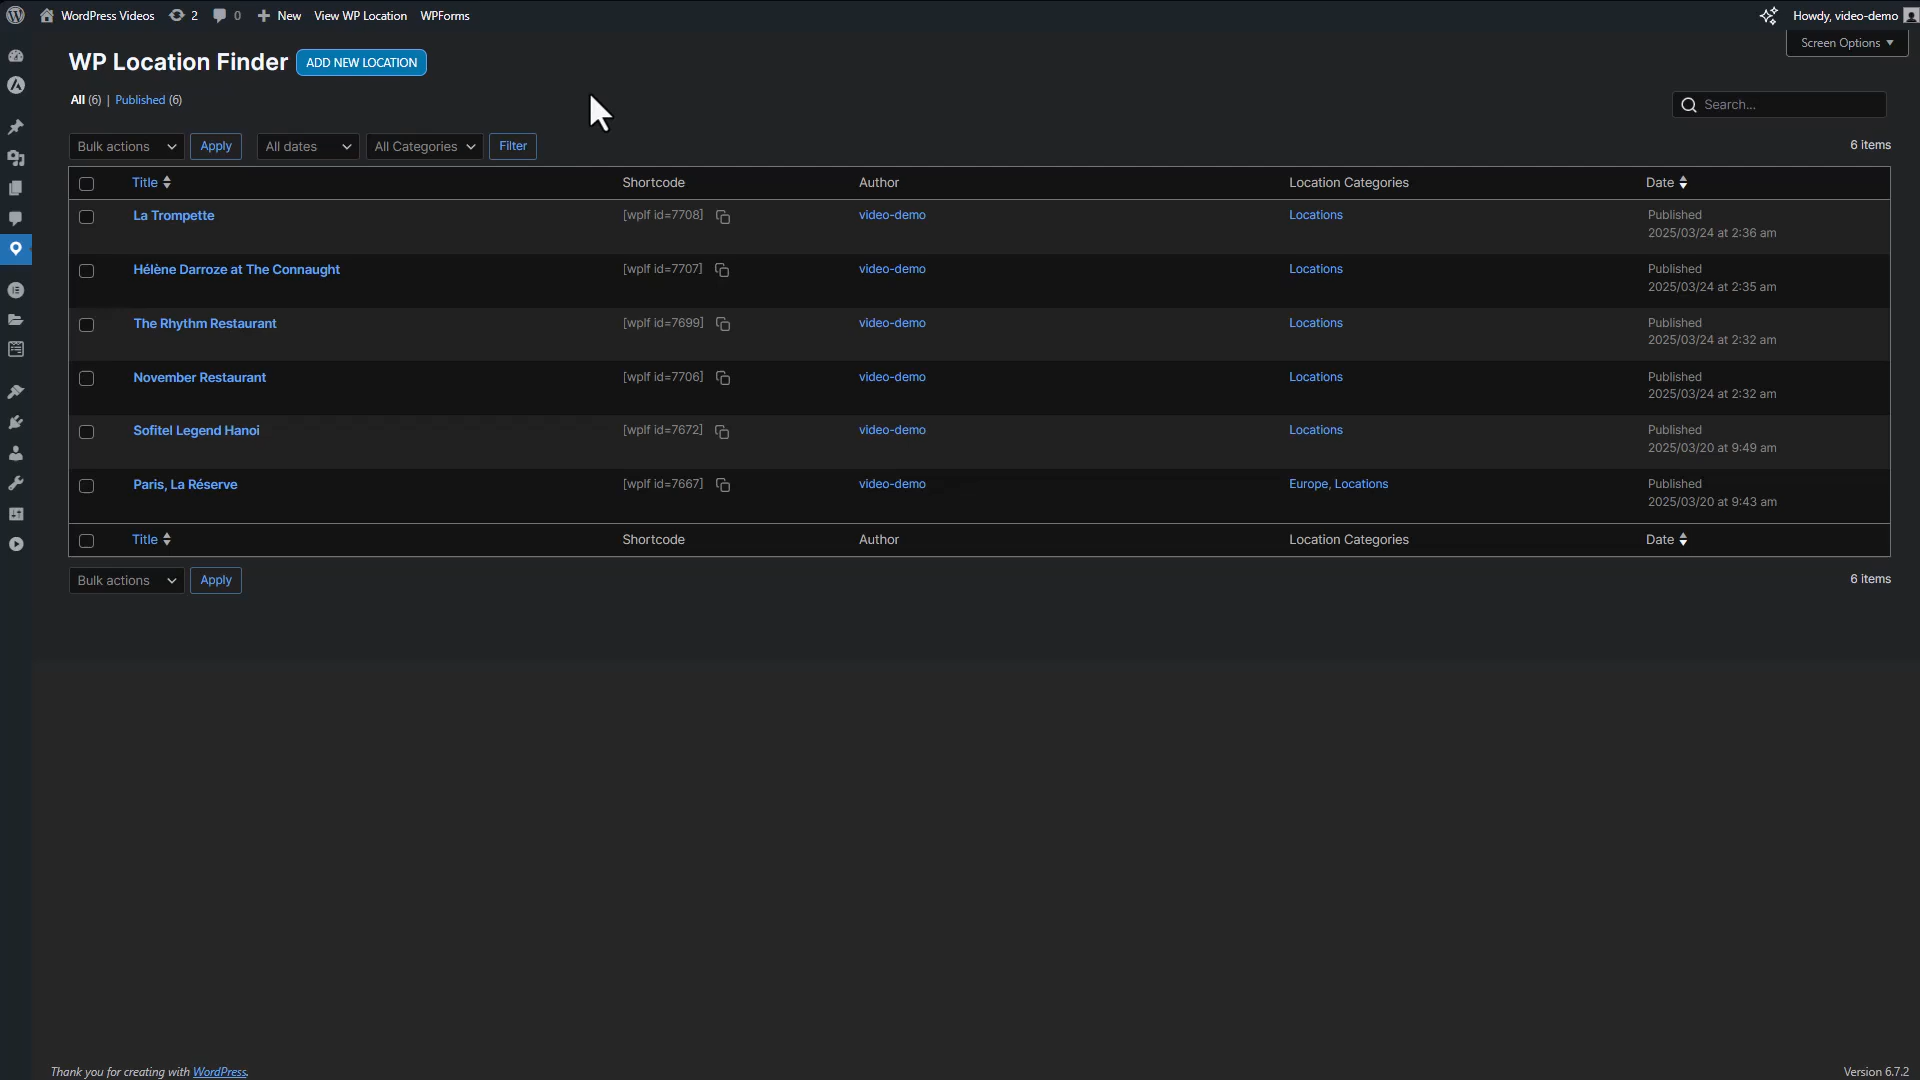 WordPress Videos 2 0 New View WP Location WPForms Howdy, video-demo
Screen Options
WP Location Finder ADD NEW LOCATION
All (6) | Published (6)
Search...
Bulk actions Apply All dates All Categories Filter 6 items
Title Shortcode Author Location Categories Date
La Trompette [wplf id=7708] video-demo Locations Published
2025/03/24 at 2:36 am
Hélène Darroze at The Connaught [wplf id=7707] video-demo Locations Published
2025/03/24 at 2:35 am
The Rhythm Restaurant [wplf id=7699] video-demo Locations Published
2025/03/24 at 2:32 am
November Restaurant [wplf id=7706] video-demo Locations Published
2025/03/24 at 2:32 am
Sofitel Legend Hanoi [wplf id=7672] video-demo Locations Published
2025/03/20 at 9:49 am
Paris, La Réserve [wplf id=7667] video-demo Europe, Locations Published
2025/03/20 at 9:43 am
Title Shortcode Author Location Categories Date
Bulk actions Apply 6 items
Thank you for creating with WordPress. Version 6.7.2